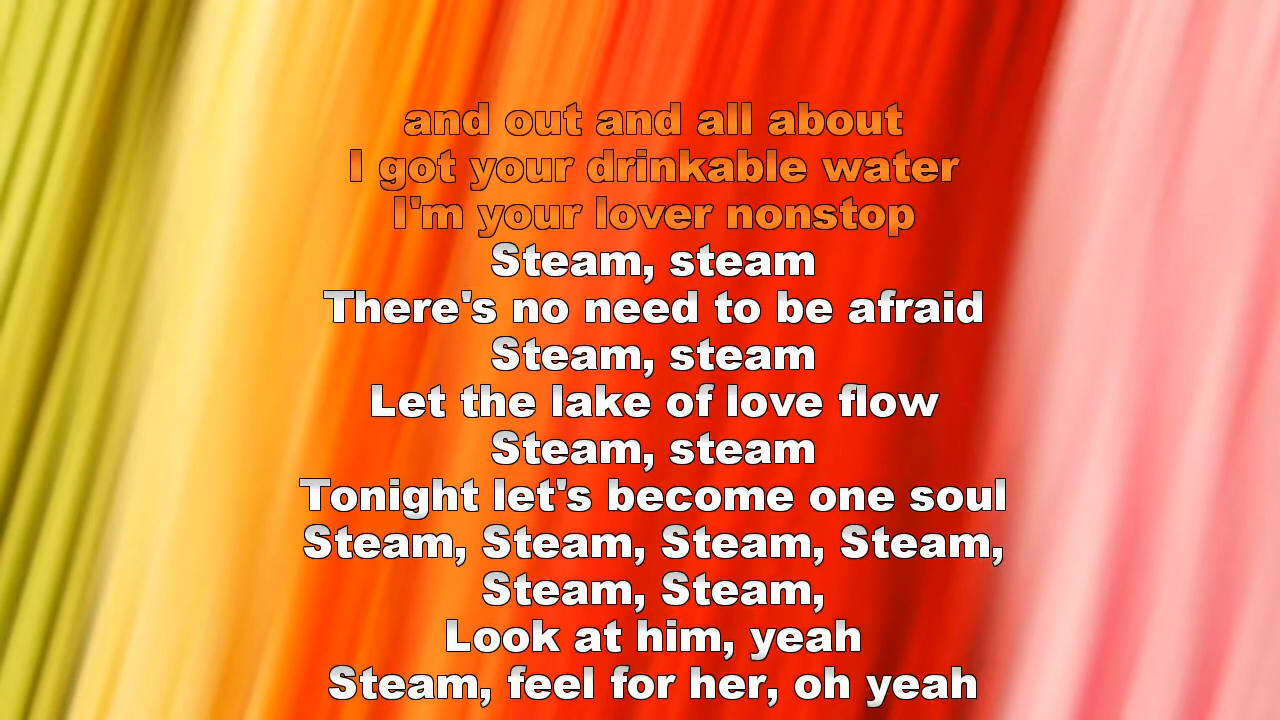 and out and all about
I got your drinkable water
I'm your lover nonstop
Steam, steam
There's no need to be afraid
Steam, steam
Let the lake of love flow
Steam, steam
Tonight let's become one soul
Steam, Steam, Steam, Steam,
Steam, Steam,
Look at him, yeah
Steam, feel for her, oh yeah